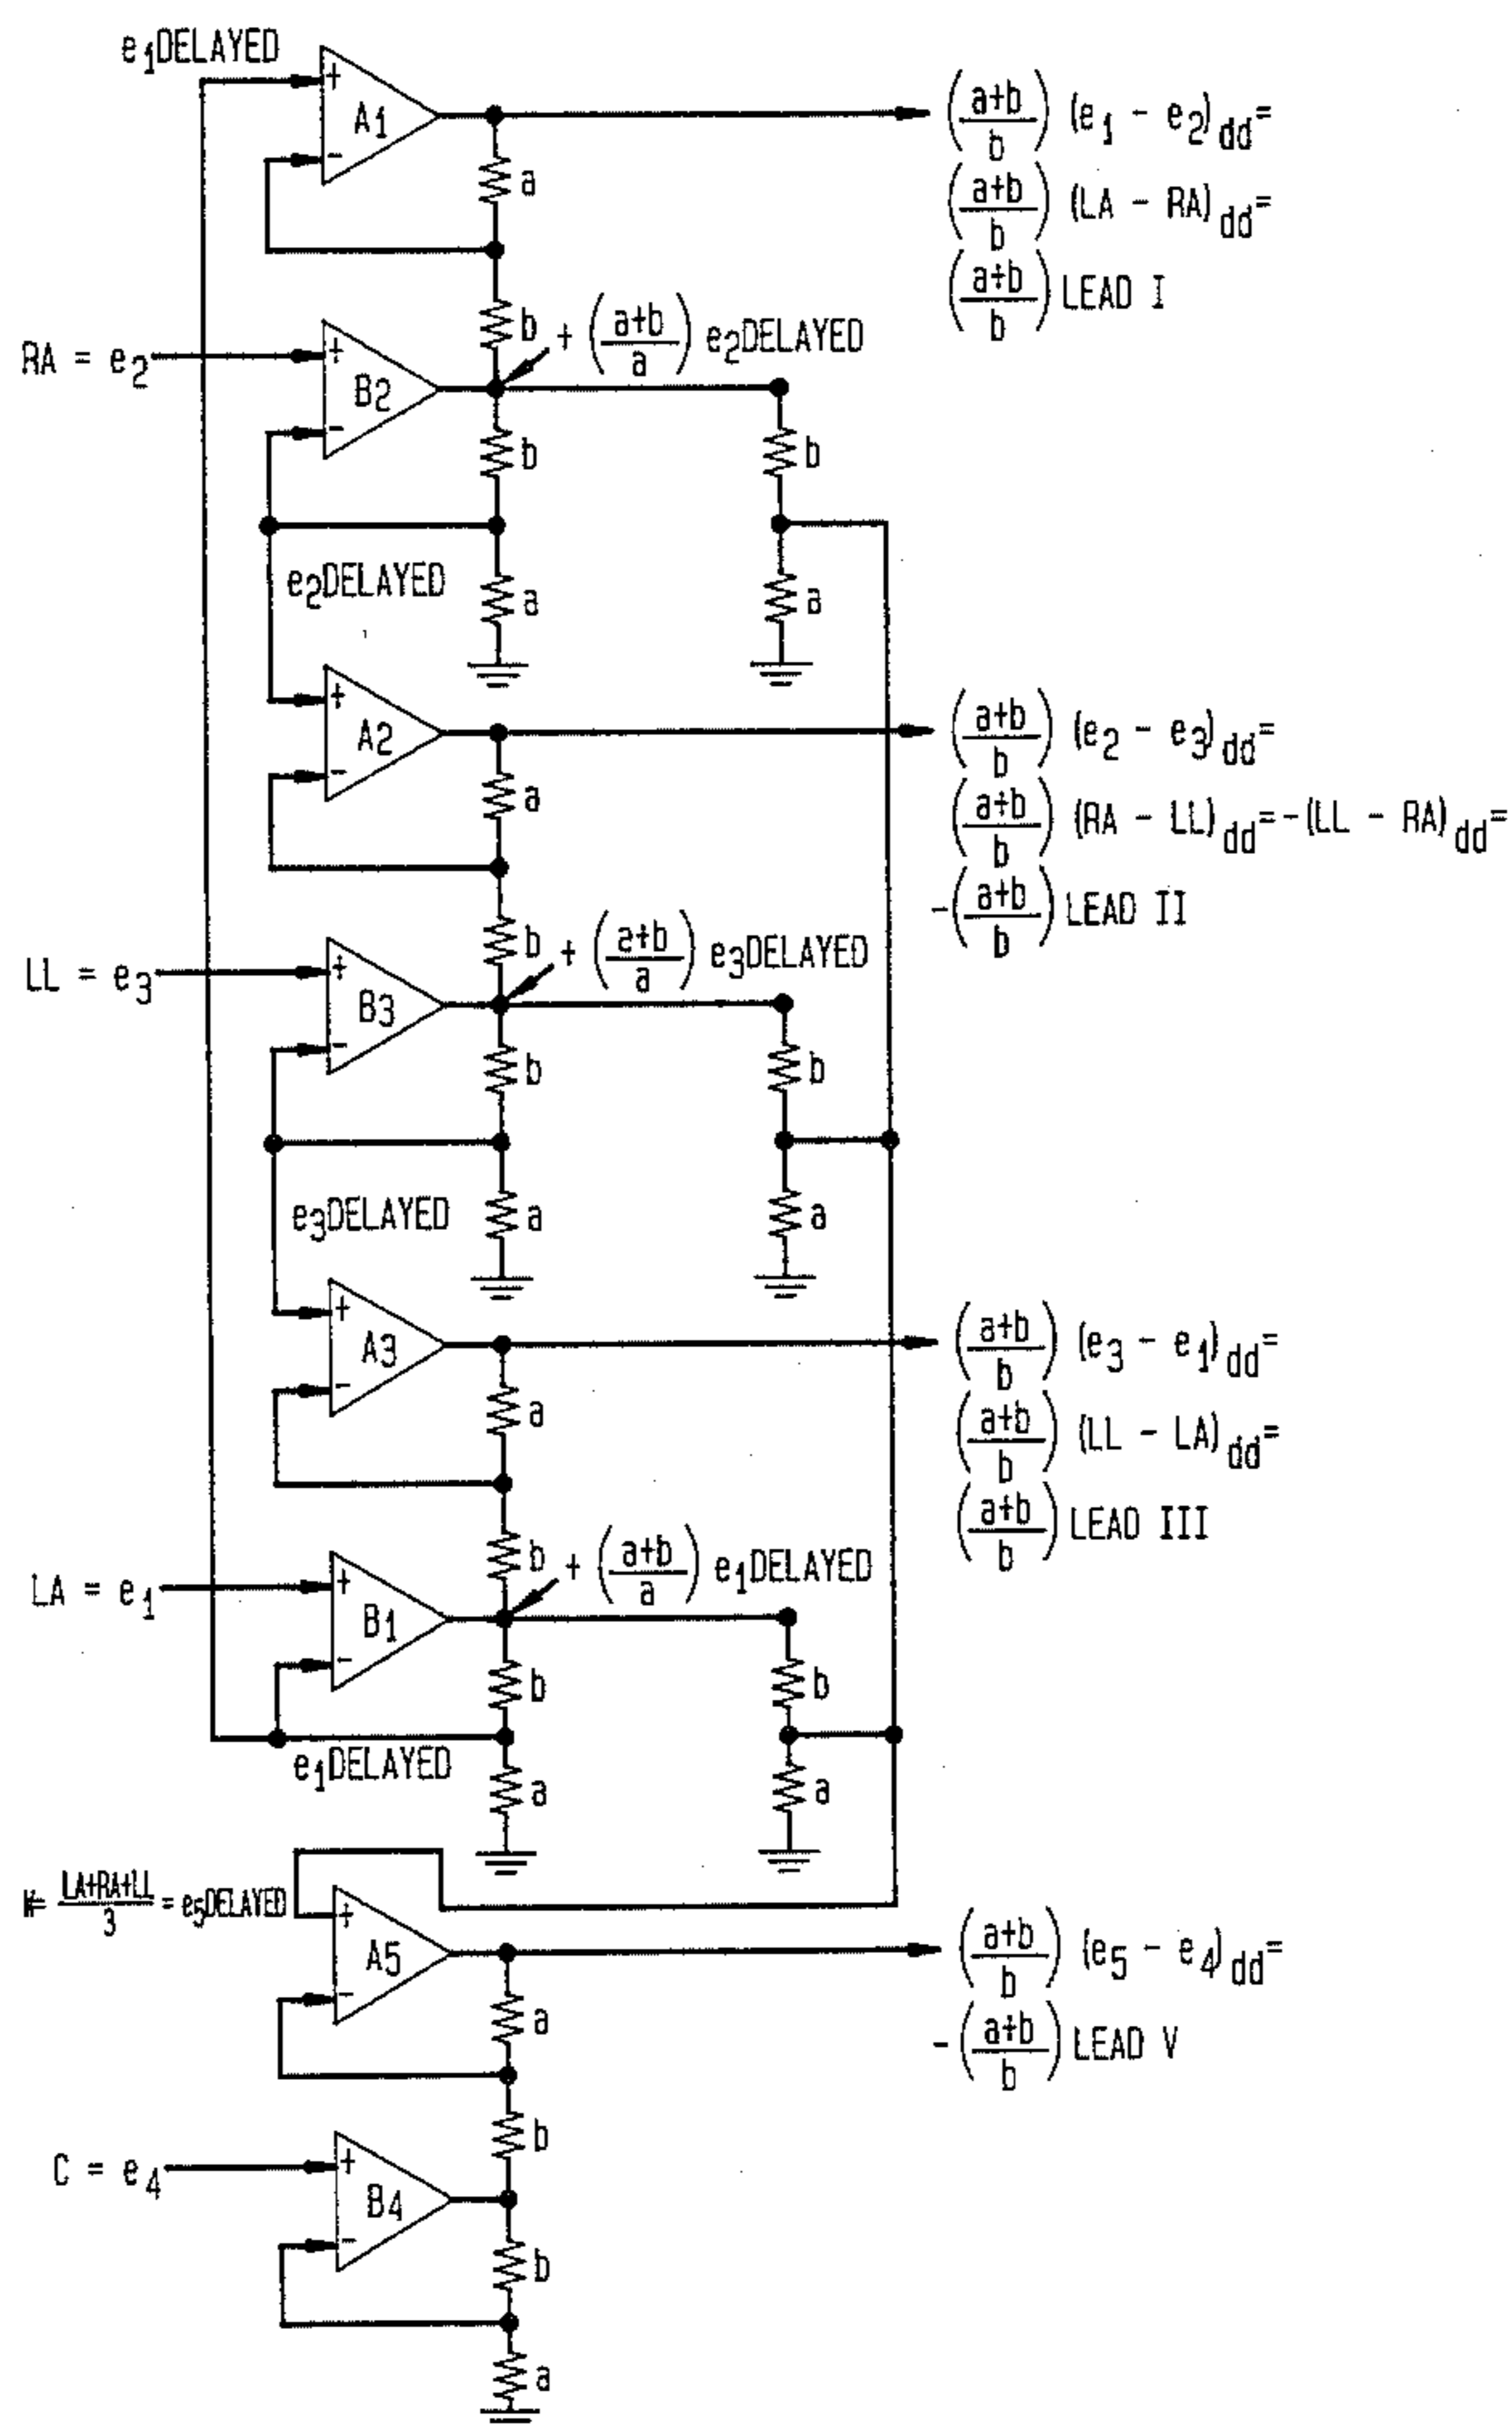 e1DELAYED
+
A1
-
(a+b/b) (e1 - e2)dd=
(a+b/b) (LA - RA)dd=
(a+b/b) LEAD I
a
b
+ (a+b/a) e2DELAYED
RA = e2
+
B2
-
b
b
e2DELAYED
a
a
+
A2
-
(a+b/b) (e2 - e3)dd=
(a+b/b) (RA - LL)dd=-(LL - RA)dd=
-(a+b/b) LEAD II
a
b
+ (a+b/a) e3DELAYED
LL = e3
+
B3
-
b
b
e3DELAYED
a
a
+
A3
-
(a+b/b) (e3 - e1)dd=
(a+b/b) (LL - LA)dd=
(a+b/b) LEAD III
a
b
+ (a+b/a) e1DELAYED
LA = e1
+
B1
-
b
b
e1DELAYED
a
a
LA+RA+LL/3 = e5DELAYED
+
A5
-
(a+b/b) (e5 - e4)dd=
-(a+b/b) LEAD V
a
b
C = e4
+
B4
-
b
a